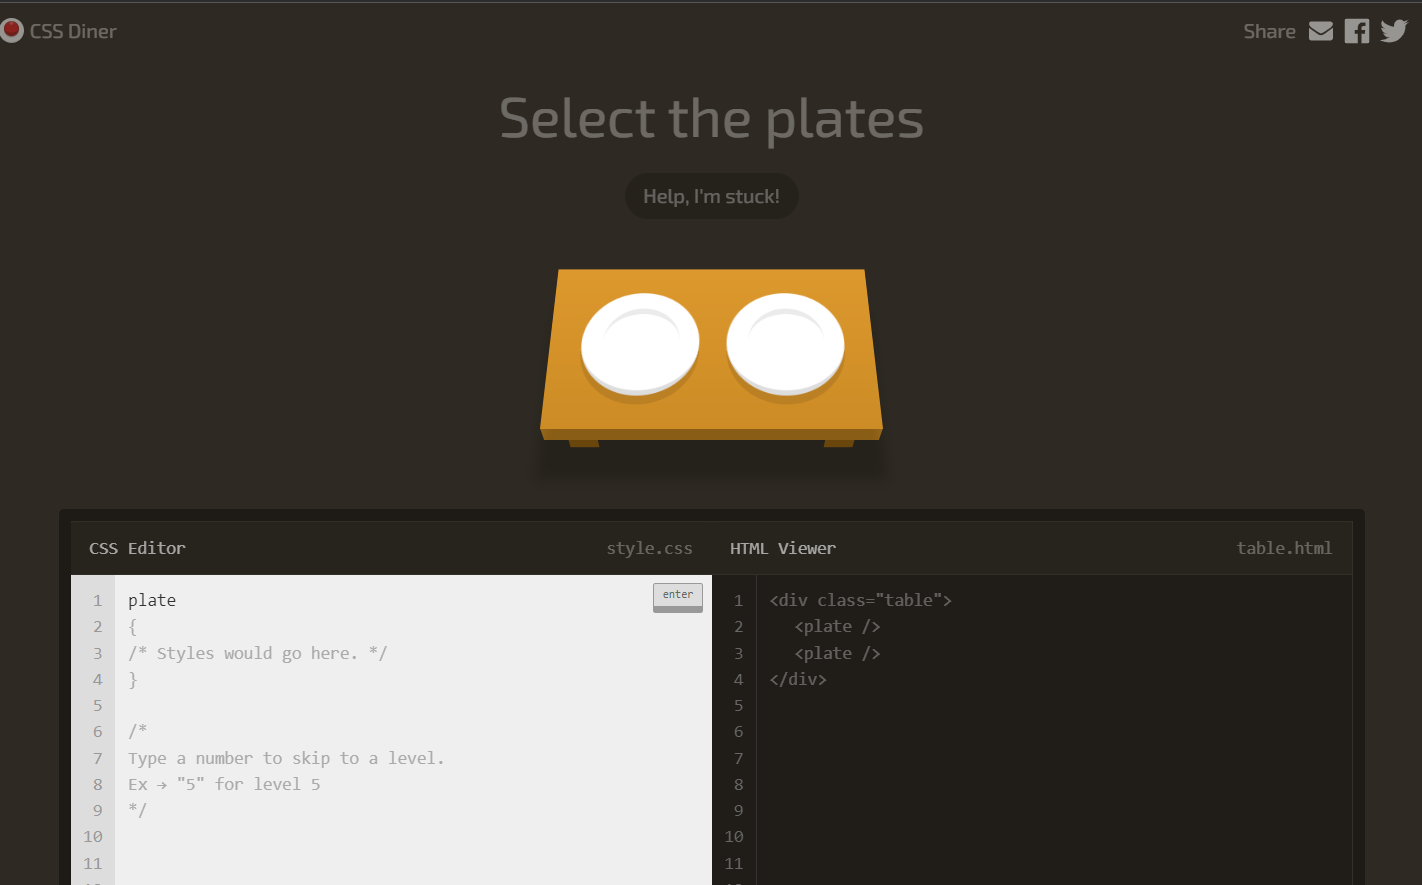 CSS Diner
Share
Select the plates
Help, I'm stuck!
CSS Editor
style.css
1 plate
enter
2 {
3 /* Styles would go here. */
4 }
5
6 /*
7 Type a number to skip to a level.
8 Ex → "5" for level 5
9 */
10
11
HTML Viewer
table.html
1 <div class="table">
2 <plate />
3 <plate />
4 </div>
5
6
7
8
9
10
11